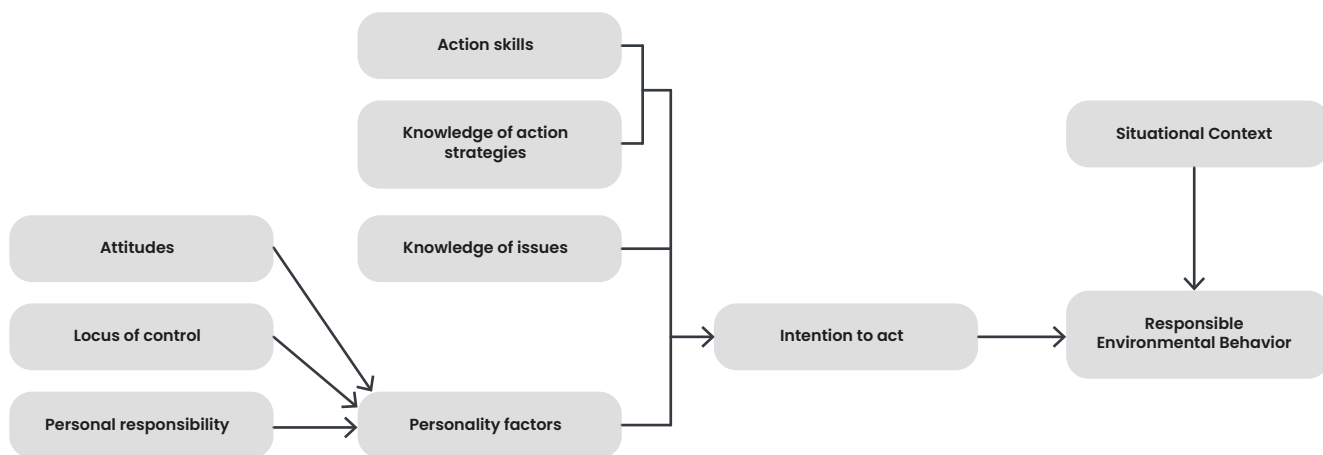 Action skills
Knowledge of action
strategies
Situational Context
Attitudes
Knowledge of issues
Locus of control
Intention to act
Responsible
Environmental Behavior
Personal responsibility
Personality factors